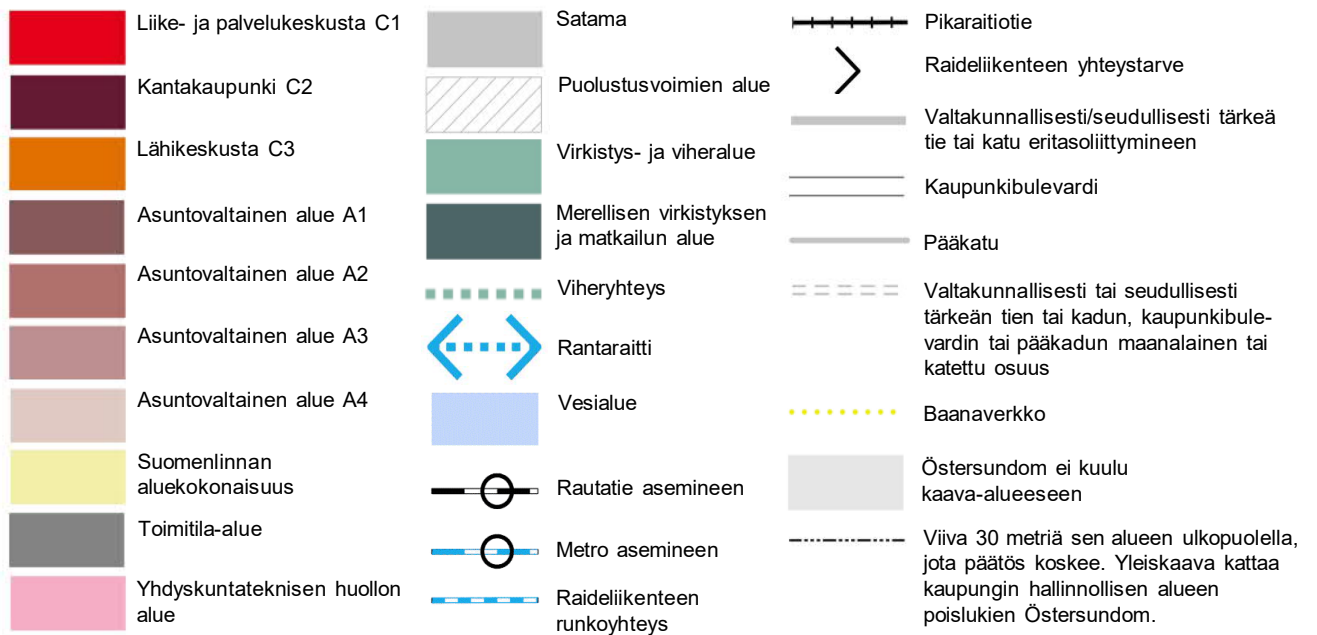 Liike- ja palvelukeskusta C1
Kantakaupunki C2
Lähikeskusta C3
Asuntovaltainen alue A1
Asuntovaltainen alue A2
Asuntovaltainen alue A3
Asuntovaltainen alue A4
Suomenlinnan
aluekokonaisuus
Toimitila-alue
Yhdyskuntateknisen huollon
alue
Satama
Puolustusvoimien alue
Virkistys- ja viheralue
Merellisen virkistyksen
ja matkailun alue
Viheryhteys
Rantaraitti
Vesialue
Rautatie asemineen
Metro asemineen
Raideliikenteen
runkoyhteys
Pikaraitiotie
Raideliikenteen yhteystarve
Valtakunnallisesti/seudullisesti tärkeä
tie tai katu eritasoliittymineen
Kaupunkibulevardi
Pääkatu
Valtakunnallisesti tai seudullisesti
tärkeän tien tai kadun, kaupunkibule-
vardin tai pääkadun maanalainen tai
katettu osuus
Baanaverkko
Östersundom ei kuulu
kaava-alueeseen
Viiva 30 metriä sen alueen ulkopuolella,
jota päätös koskee. Yleiskaava kattaa
kaupungin hallinnollisen alueen
poislukien Östersundom.